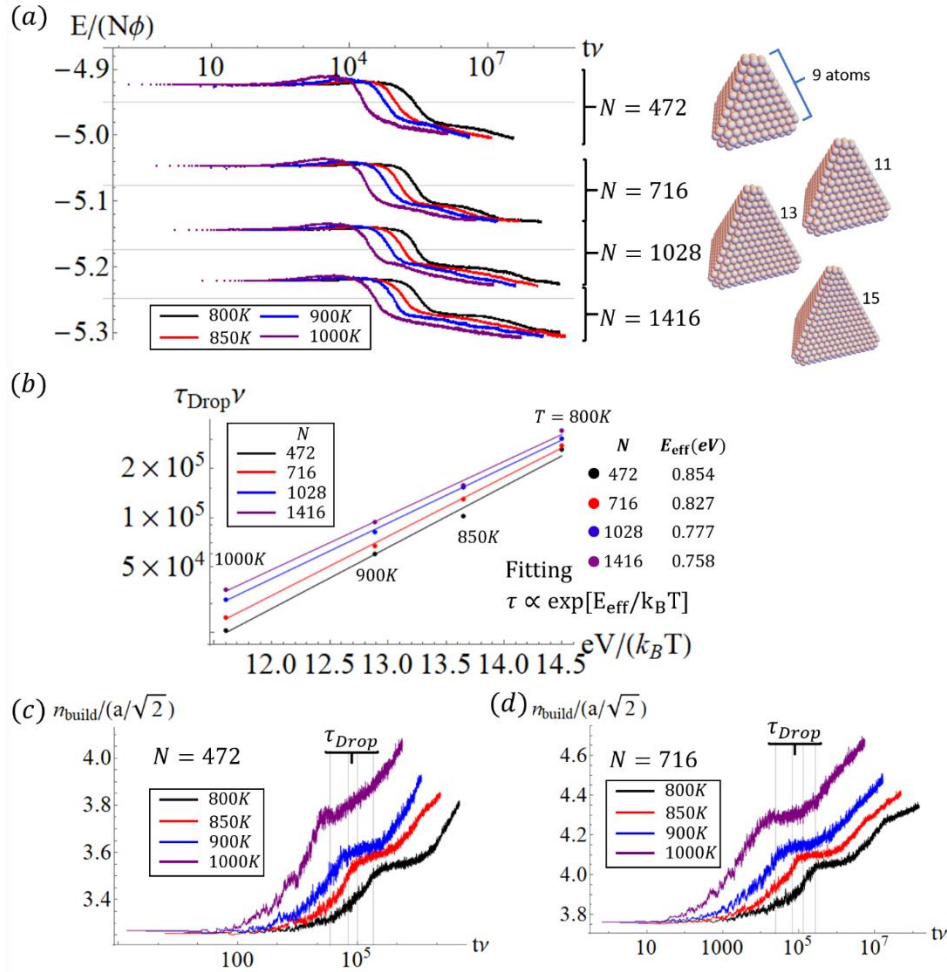 (a)
E/(Nϕ)
tν
10
10^4
10^7
−4.9
−5.0
−5.1
−5.2
−5.3
N = 472
N = 716
N = 1028
N = 1416
800K
900K
850K
1000K
9 atoms
11
13
15
(b)
τ_Drop ν
2 × 10^5
1 × 10^5
5 × 10^4
N
472
716
1028
1416
1000K
900K
850K
T = 800K
12.0 12.5 13.0 13.5 14.0 14.5
eV/(k_B T)
N E_eff(eV)
472 0.854
716 0.827
1028 0.777
1416 0.758
Fitting
τ ∝ exp[E_eff/k_B T]
(c)
n_build/(a/√2)
τ_Drop
N = 472
800K
850K
900K
1000K
4.0
3.8
3.6
3.4
100
10^5
tν
(d)
n_build/(a/√2)
τ_Drop
N = 716
800K
850K
900K
1000K
4.6
4.4
4.2
4.0
3.8
10
1000
10^5
10^7
tν